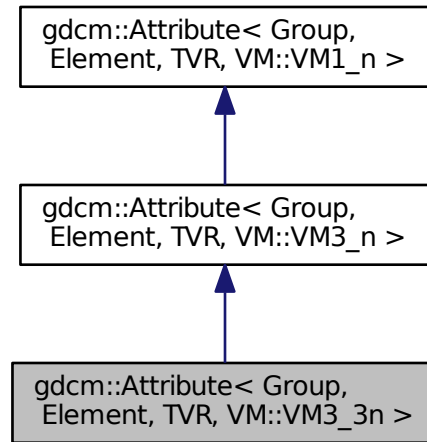 gdcm::Attribute< Group,
Element, TVR, VM::VM1_n >
gdcm::Attribute< Group,
Element, TVR, VM::VM3_n >
gdcm::Attribute< Group,
Element, TVR, VM::VM3_3n >